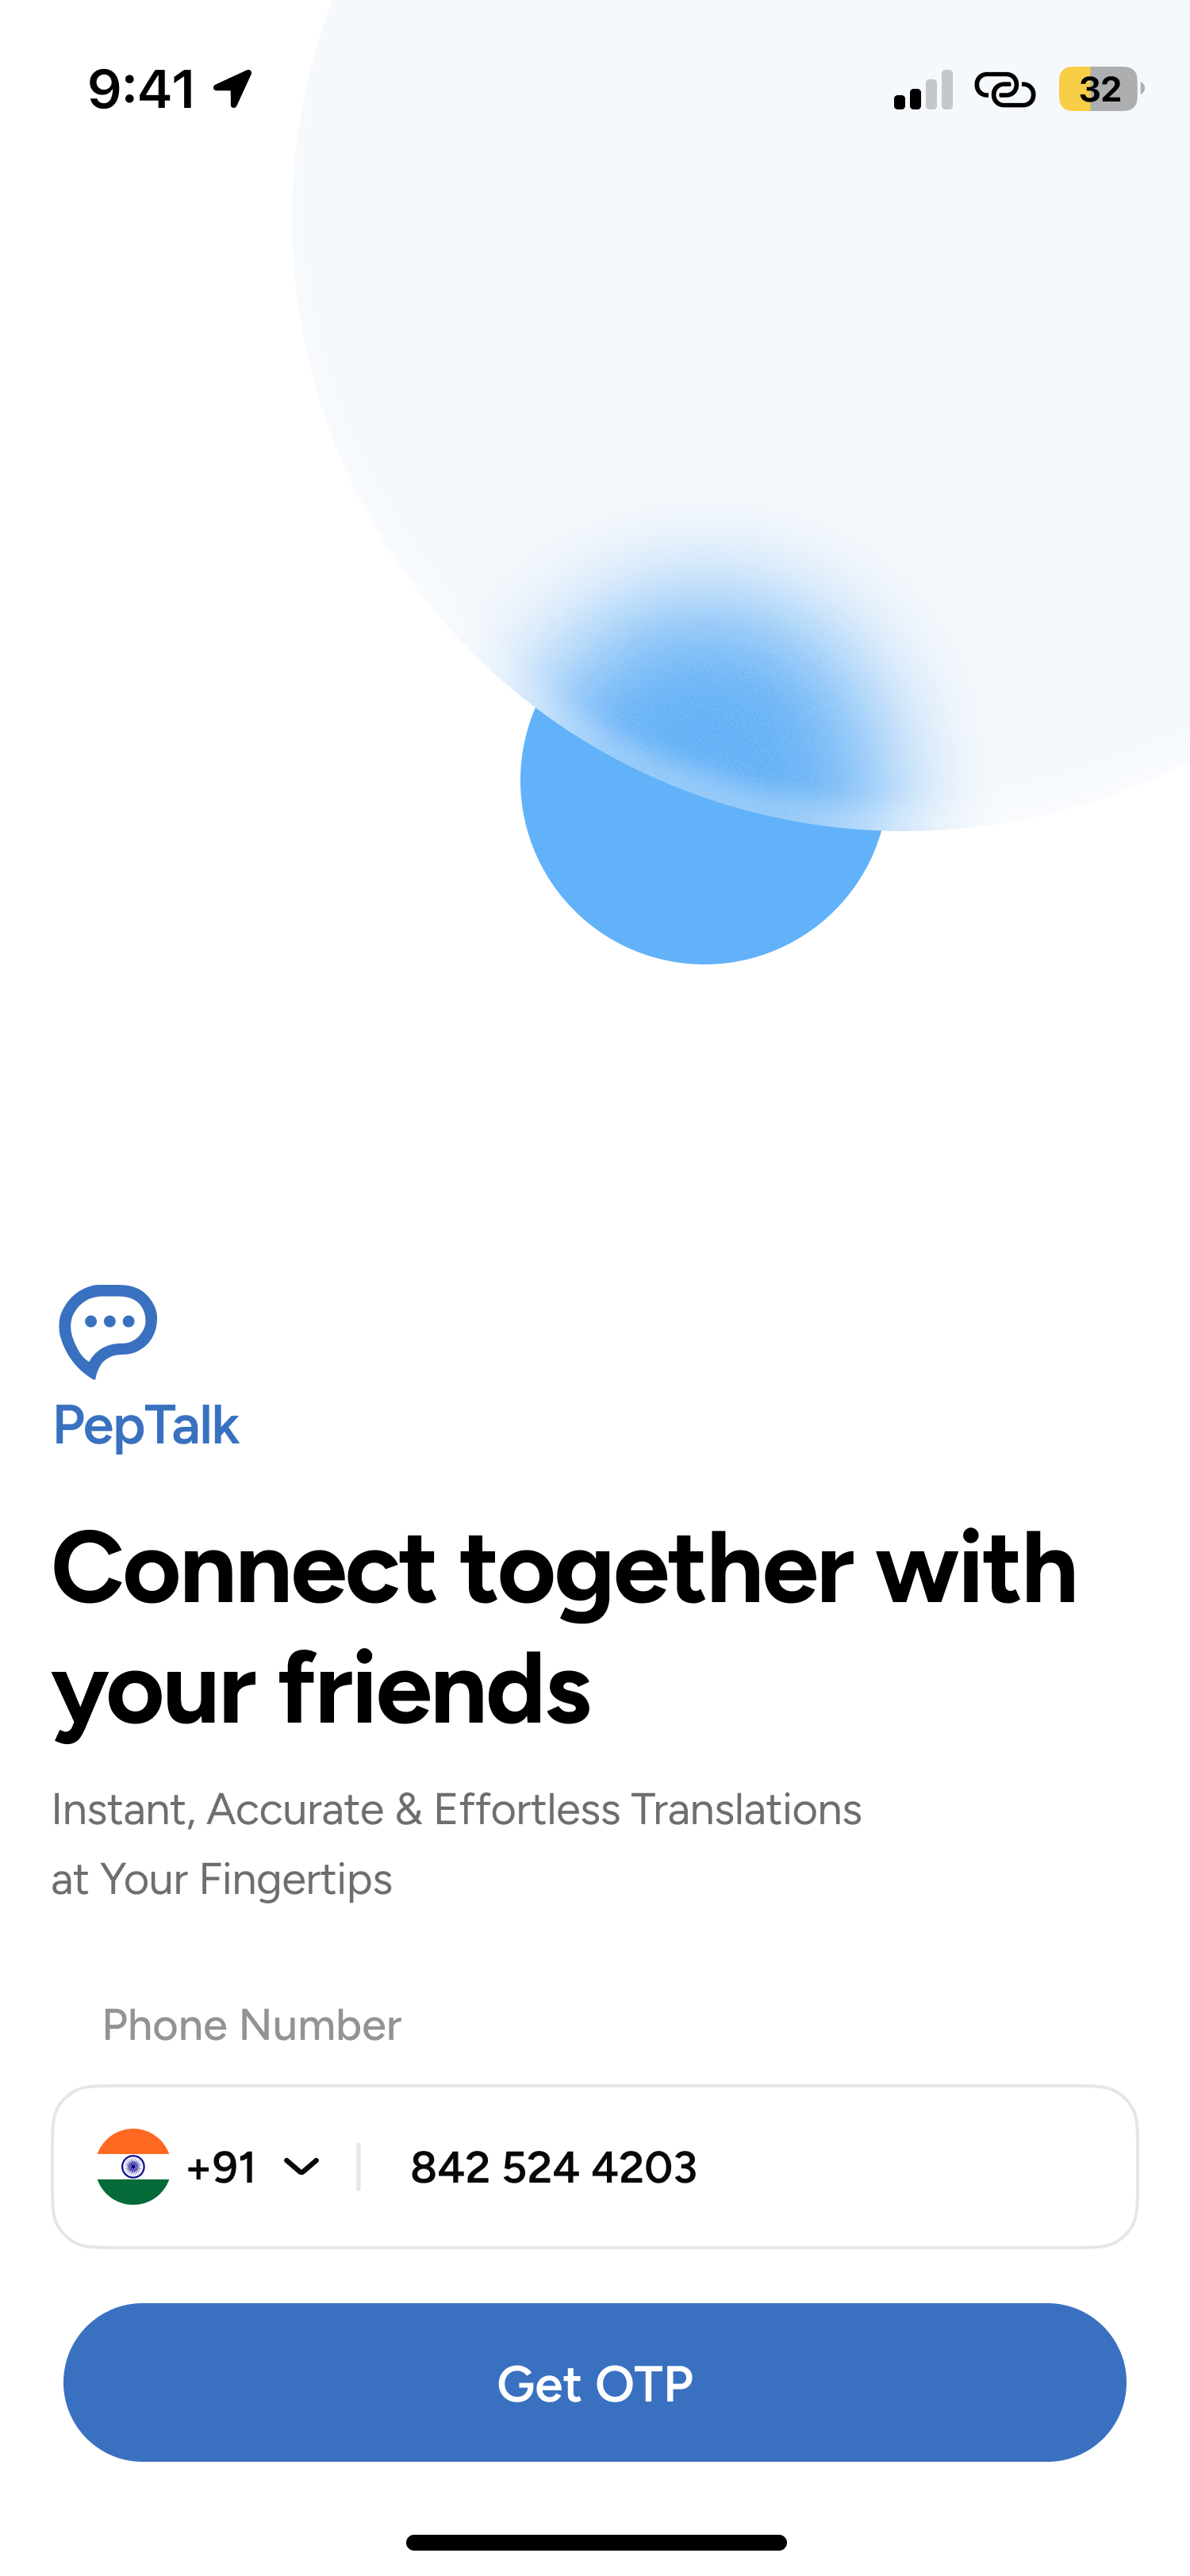 9:41
32
PepTalk
Connect together with
your friends
Instant, Accurate & Effortless Translations
at Your Fingertips
Phone Number
+91 842 524 4203
Get OTP